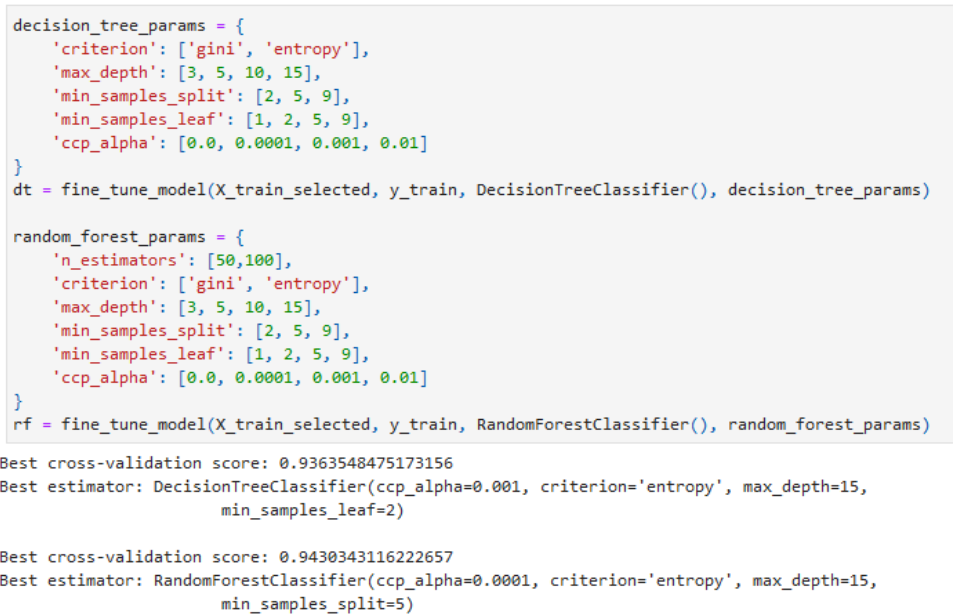 decision_tree_params = {
    'criterion': ['gini', 'entropy'],
    'max_depth': [3, 5, 10, 15],
    'min_samples_split': [2, 5, 9],
    'min_samples_leaf': [1, 2, 5, 9],
    'ccp_alpha': [0.0, 0.0001, 0.001, 0.01]
}
dt = fine_tune_model(X_train_selected, y_train, DecisionTreeClassifier(), decision_tree_params)

random_forest_params = {
    'n_estimators': [50,100],
    'criterion': ['gini', 'entropy'],
    'max_depth': [3, 5, 10, 15],
    'min_samples_split': [2, 5, 9],
    'min_samples_leaf': [1, 2, 5, 9],
    'ccp_alpha': [0.0, 0.0001, 0.001, 0.01]
}
rf = fine_tune_model(X_train_selected, y_train, RandomForestClassifier(), random_forest_params)

Best cross-validation score: 0.9363548475173156
Best estimator: DecisionTreeClassifier(ccp_alpha=0.001, criterion='entropy', max_depth=15,
                       min_samples_leaf=2)

Best cross-validation score: 0.9430343116222657
Best estimator: RandomForestClassifier(ccp_alpha=0.0001, criterion='entropy', max_depth=15,
                       min_samples_split=5)